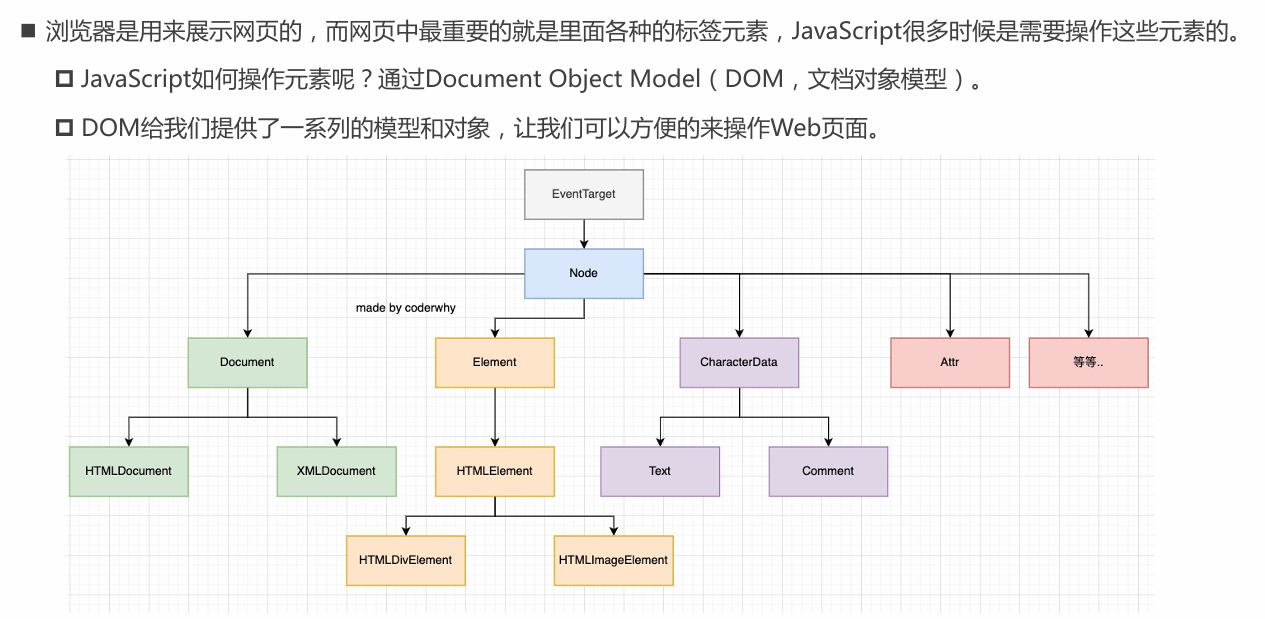 ■ 浏览器是用来展示网页的，而网页中最重要的就是里面各种的标签元素，JavaScript很多时候是需要操作这些元素的。
JavaScript如何操作元素呢？通过Document Object Model（DOM，文档对象模型）。
DOM给我们提供了一系列的模型和对象，让我们可以方便的来操作Web页面。
EventTarget
Node
made by coderwhy
Document
Element
CharacterData
Attr
等等..
HTMLDocument
XMLDocument
HTMLElement
Text
Comment
HTMLDivElement
HTMLImageElement